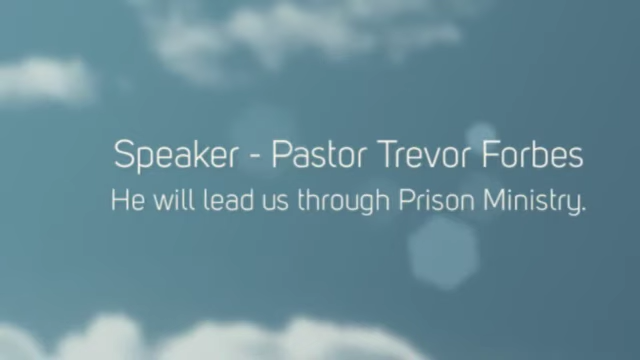 Speaker - Pastor Trevor Forbes
He will lead us through Prison Ministry.